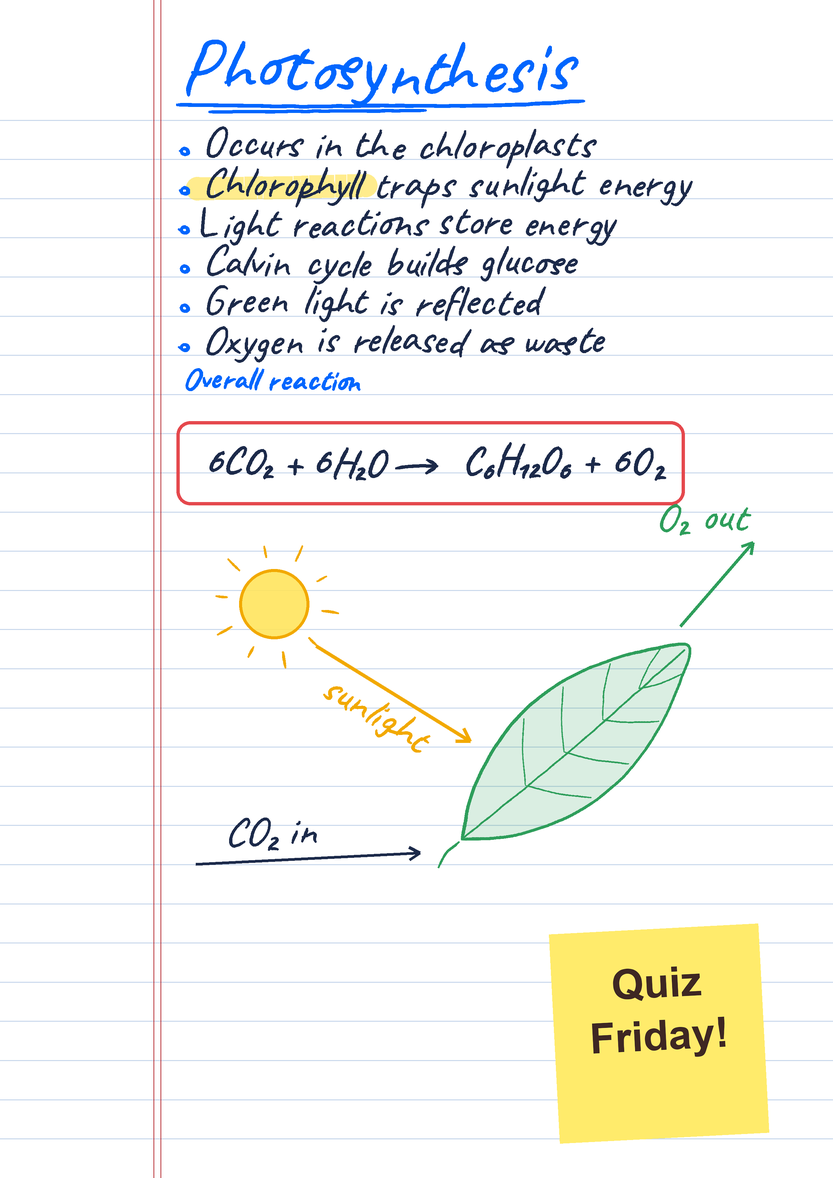 Photosynthesis
Occurs in the chloroplasts
Chlorophyll traps sunlight energy
Light reactions store energy
Calvin cycle builds glucose
Green light is reflected
Oxygen is released as waste
Overall reaction
6CO₂ + 6H₂O → C₆H₁₂O₆ + 6O₂
O₂ out
sunlight
CO₂ in
Quiz
Friday!